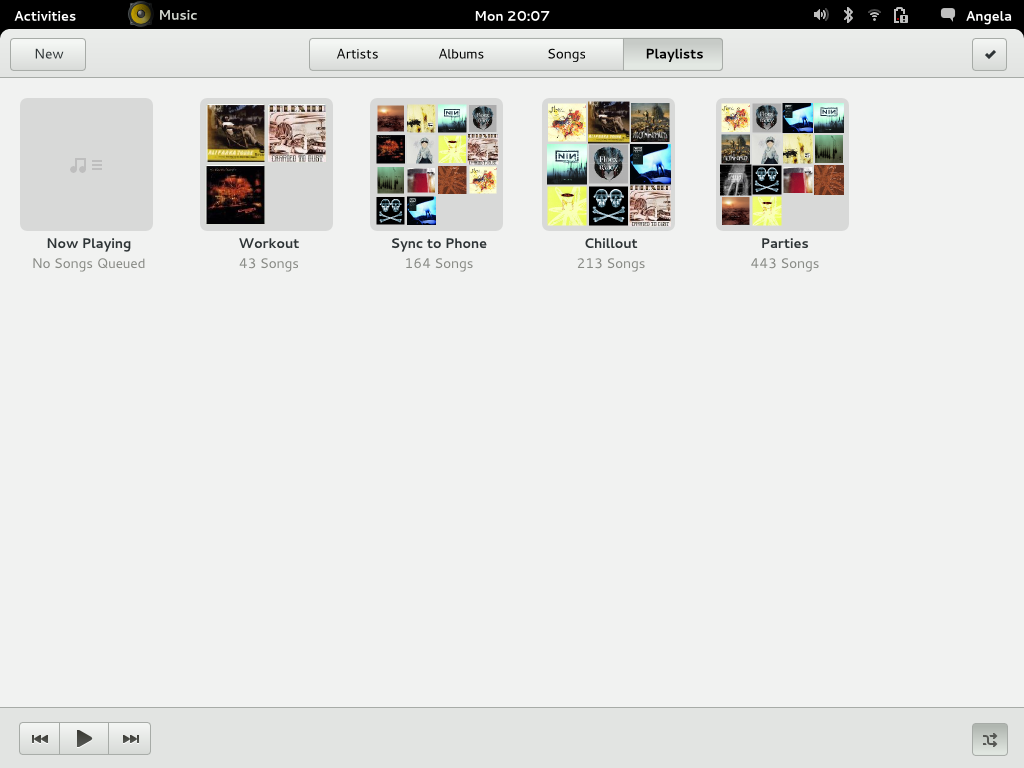 Activities Music Mon 20:07 Angela
New Artists Albums Songs Playlists
Now Playing Workout Sync to Phone Chillout Parties
No Songs Queued 43 Songs 164 Songs 213 Songs 443 Songs